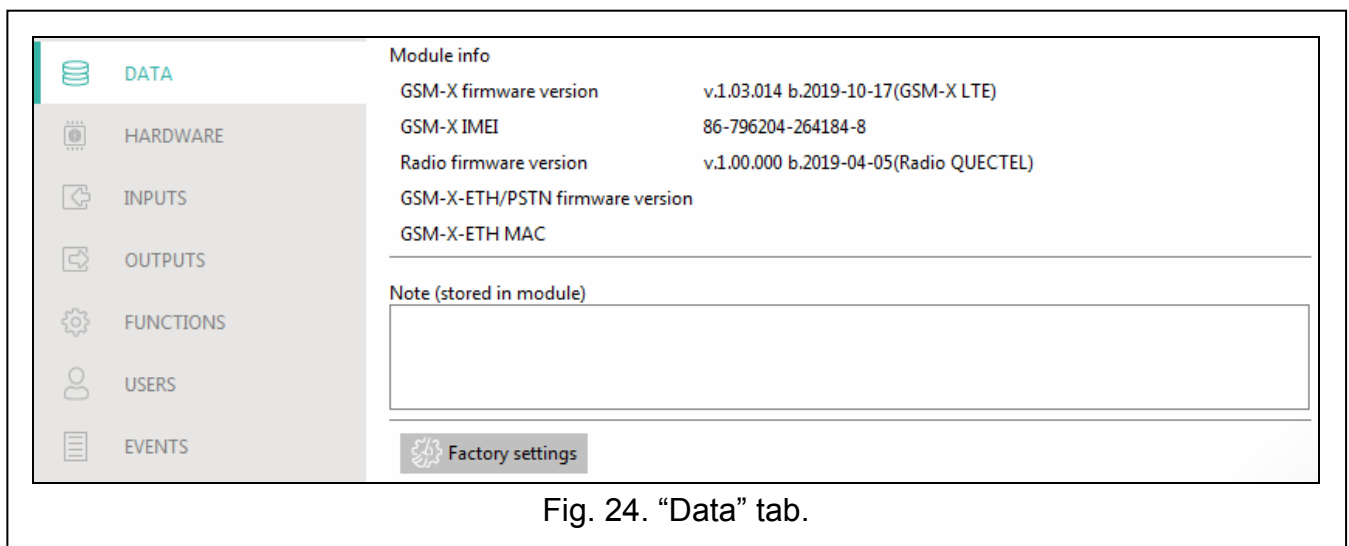 DATA
HARDWARE
INPUTS
OUTPUTS
FUNCTIONS
USERS
EVENTS
Module info
GSM-X firmware version v.1.03.014 b.2019-10-17(GSM-X LTE)
GSM-X IMEI 86-796204-264184-8
Radio firmware version v.1.00.000 b.2019-04-05(Radio QUECTEL)
GSM-X-ETH/PSTN firmware version
GSM-X-ETH MAC
Note (stored in module)
Factory settings
Fig. 24. “Data” tab.